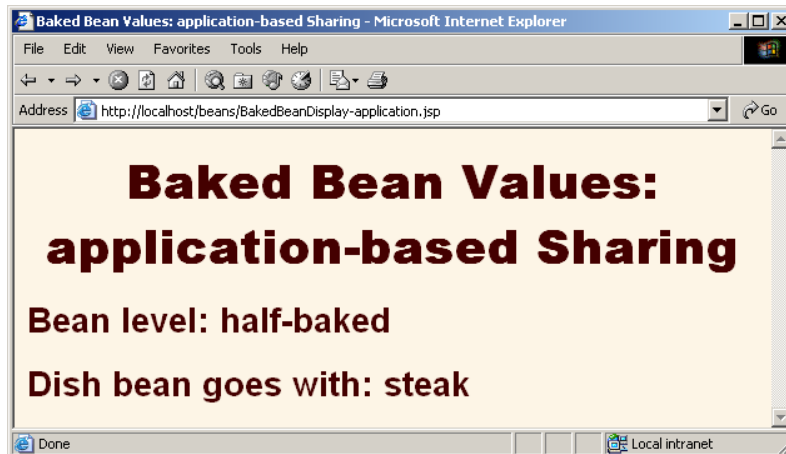 Baked Bean Values: application-based Sharing - Microsoft Internet Explorer
File Edit View Favorites Tools Help
Address http://localhost/beans/BakedBeanDisplay-application.jsp Go
Baked Bean Values:
application-based Sharing
Bean level: half-baked
Dish bean goes with: steak
Done Local intranet